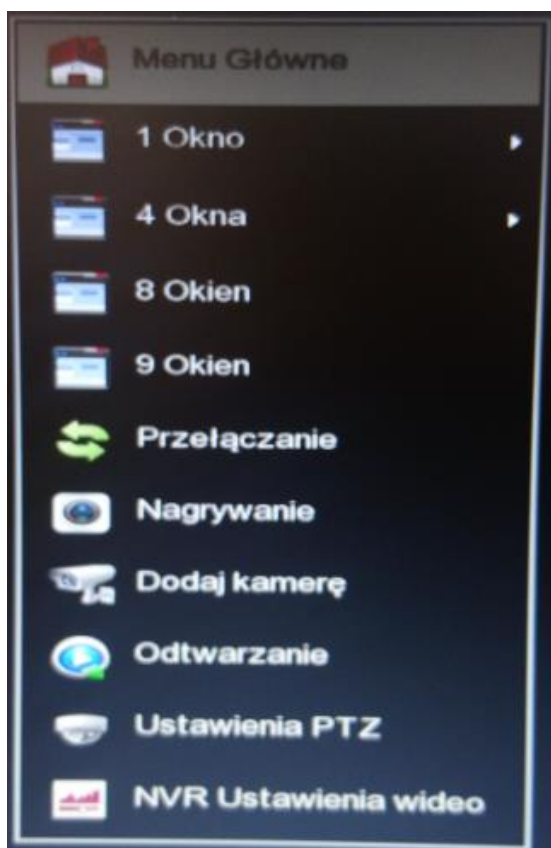 Menu Główne
1 Okno
4 Okna
8 Okien
9 Okien
Przełączanie
Nagrywanie
Dodaj kamerę
Odtwarzanie
Ustawienia PTZ
NVR Ustawienia wideo